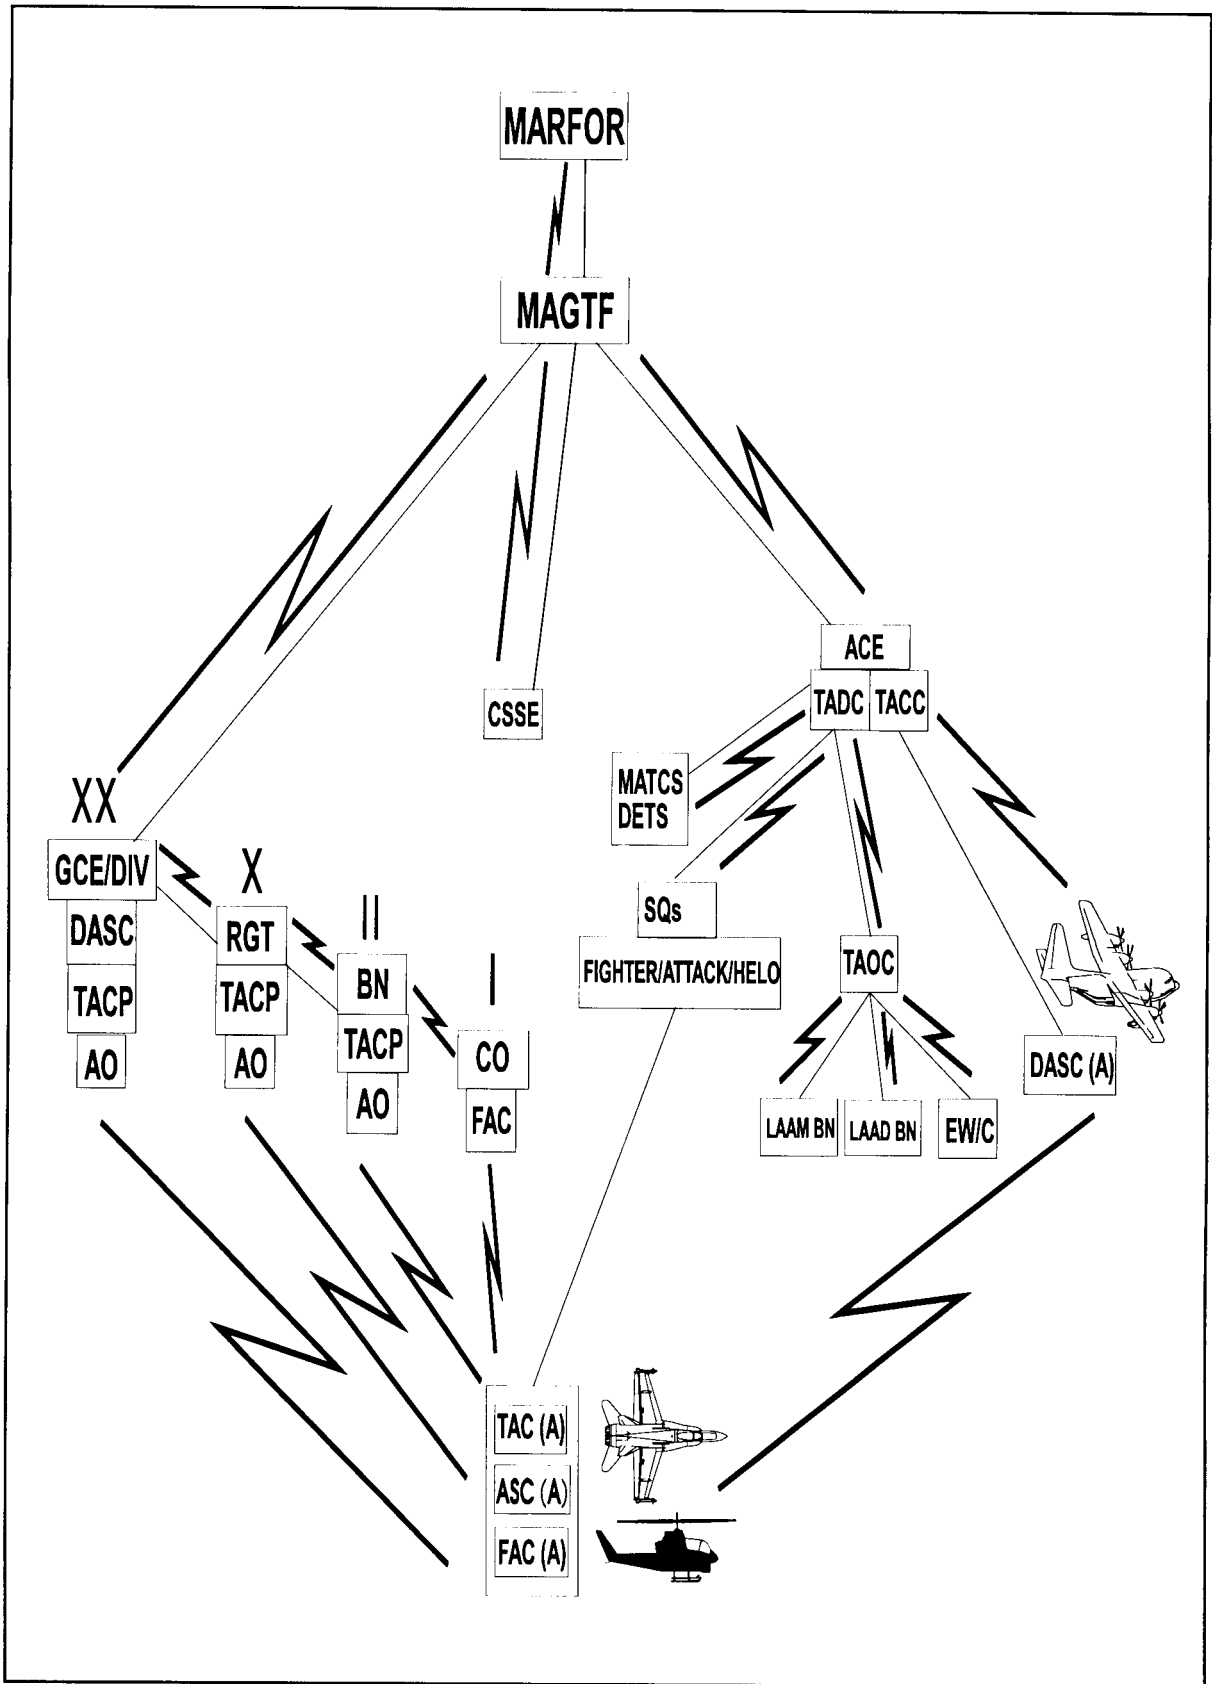 MARFOR
MAGTF
ACE
TADC TACC
CSSE
MATCS
DETS
XX
GCE/DIV
DASC
TACP
AO
X
RGT
TACP
AO
II
BN
TACP
AO
I
CO
FAC
SQs
FIGHTER/ATTACK/HELO
TAOC
DASC (A)
LAAM BN
LAAD BN
EW/C
TAC (A)
ASC (A)
FAC (A)